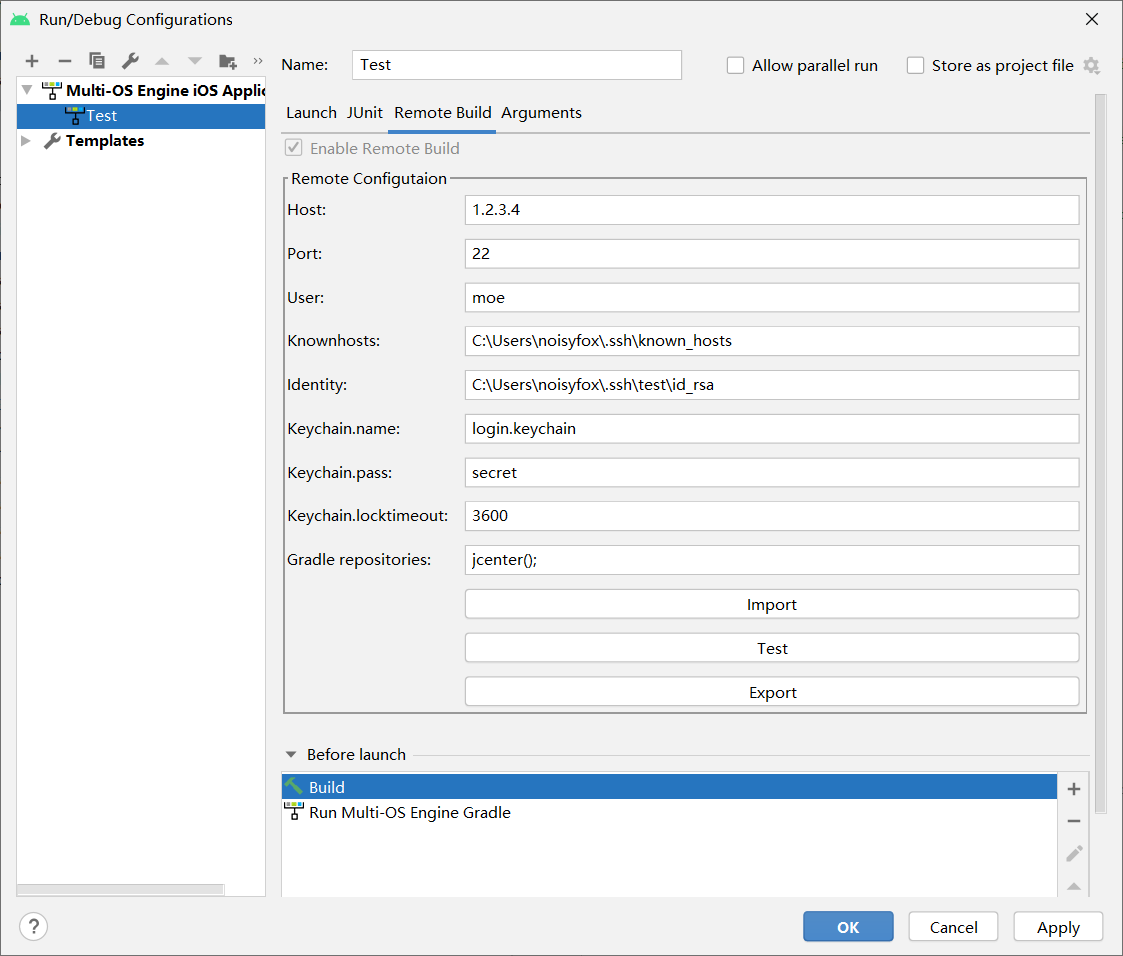 Run/Debug Configurations
Name: Test Allow parallel run Store as project file
Multi-OS Engine iOS Applic
Test
Templates
Launch JUnit Remote Build Arguments
Enable Remote Build
Remote Configutaion
Host: 1.2.3.4
Port: 22
User: moe
Knownhosts: C:\Users\noisyfox\.ssh\known_hosts
Identity: C:\Users\noisyfox\.ssh\test\id_rsa
Keychain.name: login.keychain
Keychain.pass: secret
Keychain.locktimeout: 3600
Gradle repositories: jcenter();
Import
Test
Export
Before launch
Build
Run Multi-OS Engine Gradle
? OK Cancel Apply